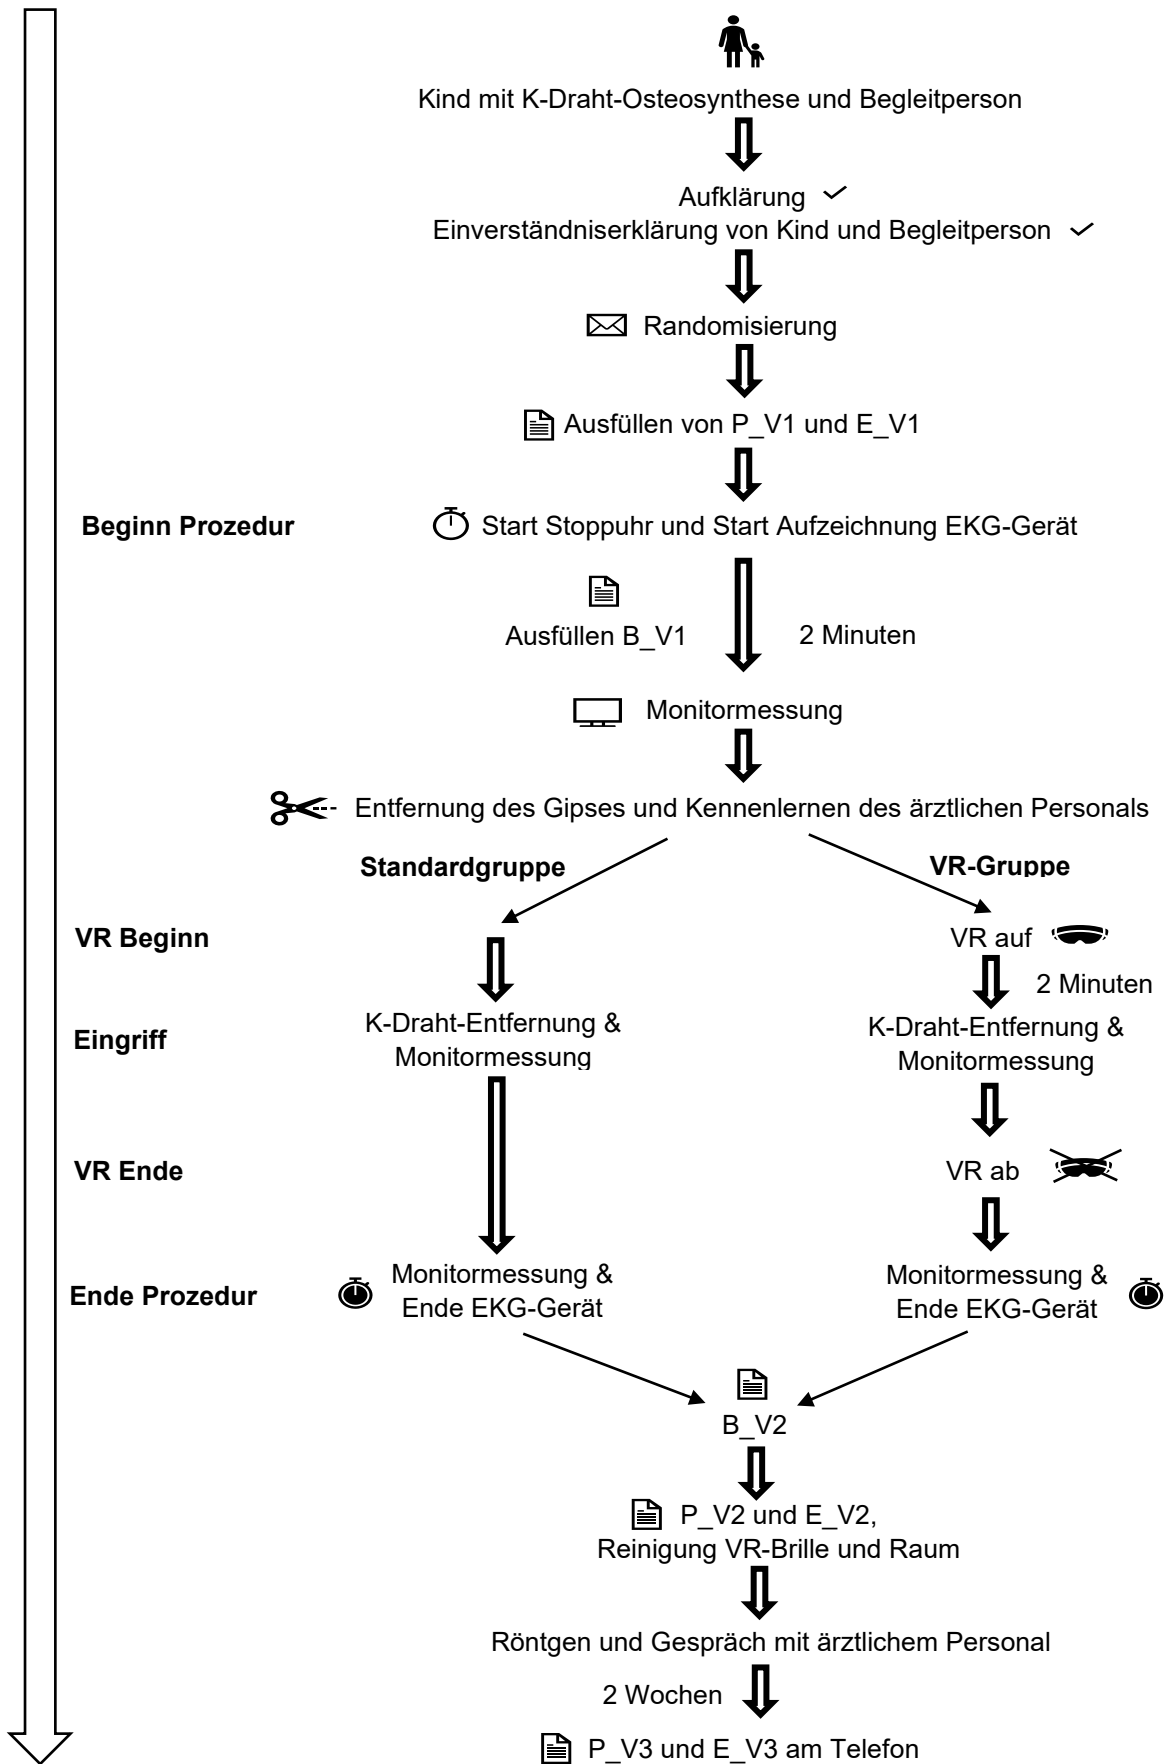 Kind mit K-Draht-Osteosynthese und Begleitperson
Aufklärung
Einverständniserklärung von Kind und Begleitperson
Randomisierung
Ausfüllen von P_V1 und E_V1
Beginn Prozedur
Start Stoppuhr und Start Aufzeichnung EKG-Gerät
Ausfüllen B_V1
2 Minuten
Monitormessung
Entfernung des Gipses und Kennenlernen des ärztlichen Personals
Standardgruppe
VR-Gruppe
VR Beginn
VR auf
2 Minuten
Eingriff
K-Draht-Entfernung &
Monitormessung
K-Draht-Entfernung &
Monitormessung
VR Ende
VR ab
Ende Prozedur
Monitormessung &
Ende EKG-Gerät
Monitormessung &
Ende EKG-Gerät
B_V2
P_V2 und E_V2,
Reinigung VR-Brille und Raum
Röntgen und Gespräch mit ärztlichem Personal
2 Wochen
P_V3 und E_V3 am Telefon